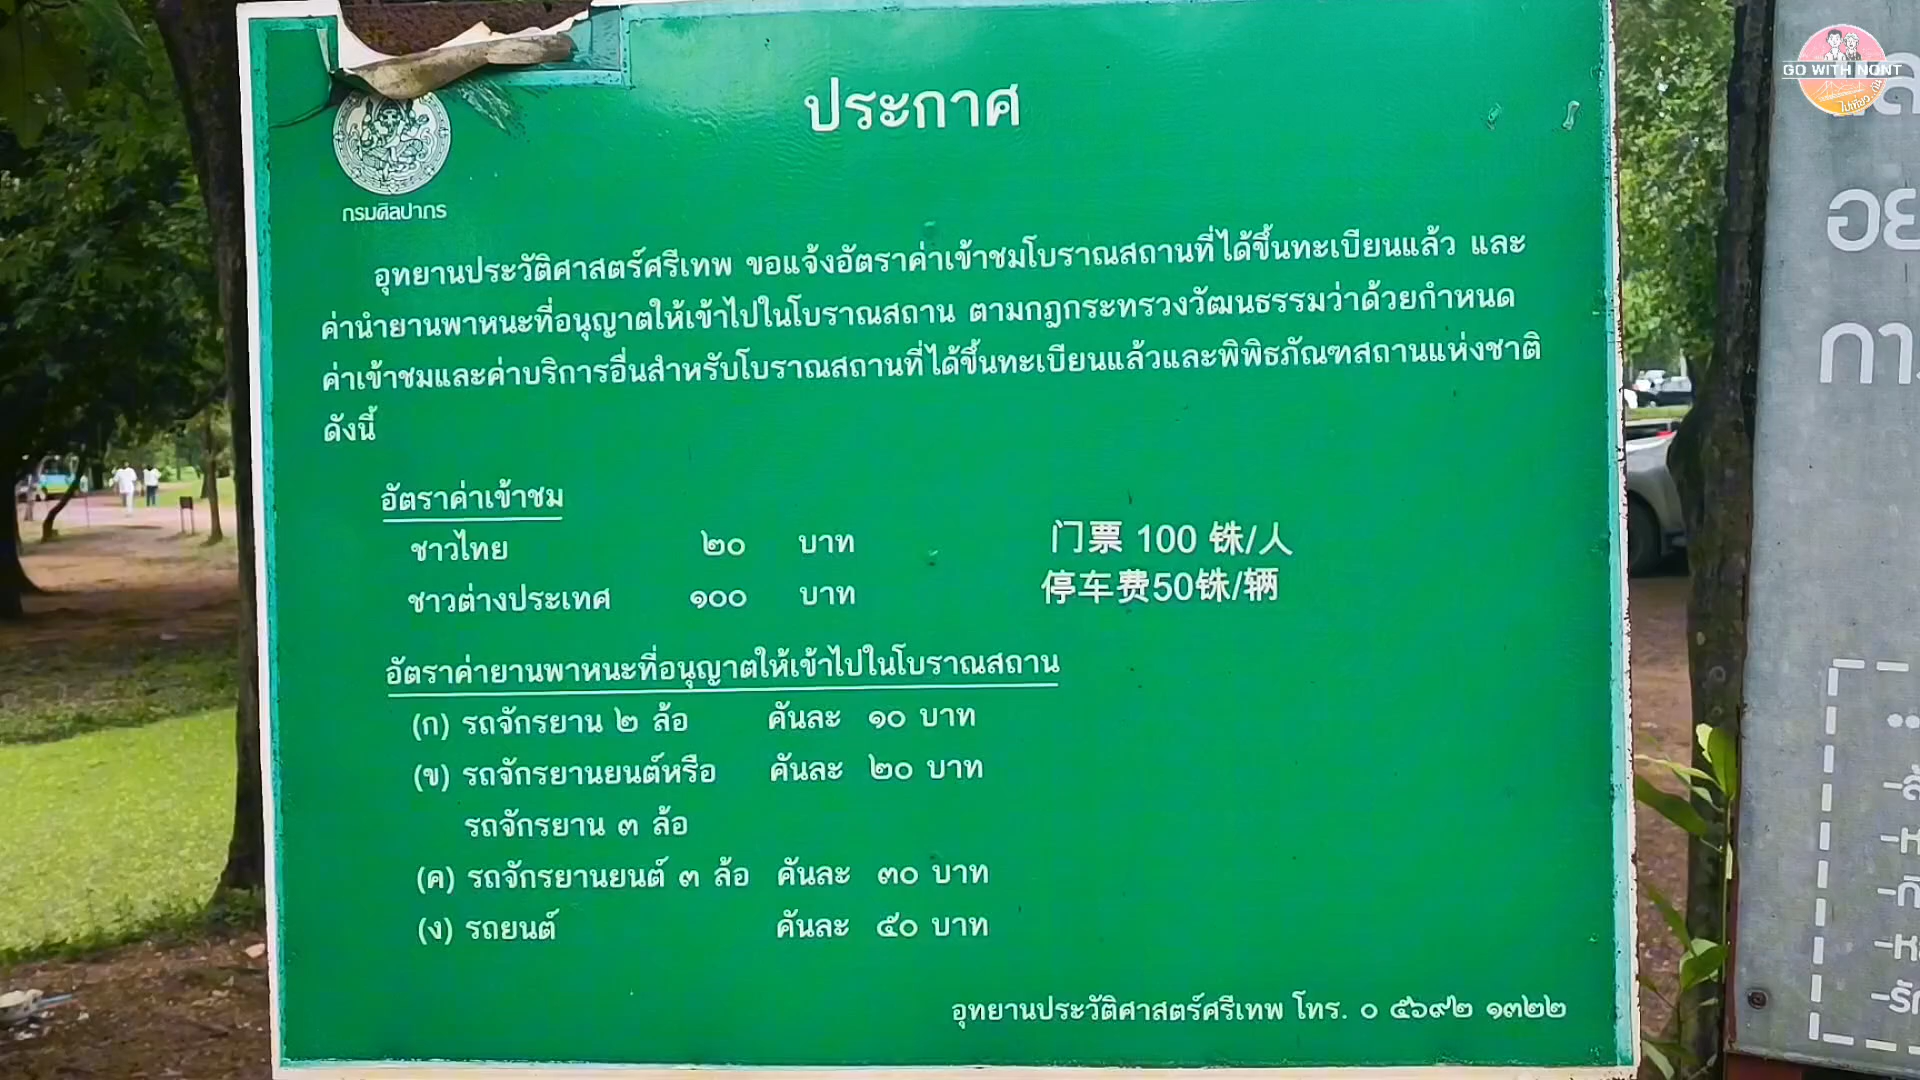 GO WITH NONT
ไปเที่ยว
ประกาศ
กรมศิลปากร
อุทยานประวัติศาสตร์ศรีเทพ ขอแจ้งอัตราค่าเข้าชมโบราณสถานที่ได้ขึ้นทะเบียนแล้ว และ
ค่านำยานพาหนะที่อนุญาตให้เข้าไปในโบราณสถาน ตามกฎกระทรวงวัฒนธรรมว่าด้วยกำหนด
ค่าเข้าชมและค่าบริการอื่นสำหรับโบราณสถานที่ได้ขึ้นทะเบียนแล้วและพิพิธภัณฑสถานแห่งชาติ
ดังนี้
อัตราค่าเข้าชม
ชาวไทย ๒๐ บาท 门票 100 铢/人
ชาวต่างประเทศ ๑๐๐ บาท 停车费50铢/辆
อัตราค่ายานพาหนะที่อนุญาตให้เข้าไปในโบราณสถาน
(ก) รถจักรยาน ๒ ล้อ คันละ ๑๐ บาท
(ข) รถจักรยานยนต์หรือ คันละ ๒๐ บาท
รถจักรยาน ๓ ล้อ
(ค) รถจักรยานยนต์ ๓ ล้อ คันละ ๓๐ บาท
(ง) รถยนต์ คันละ ๕๐ บาท
อุทยานประวัติศาสตร์ศรีเทพ โทร. ๐ ๕๖๙๒ ๑๓๒๒